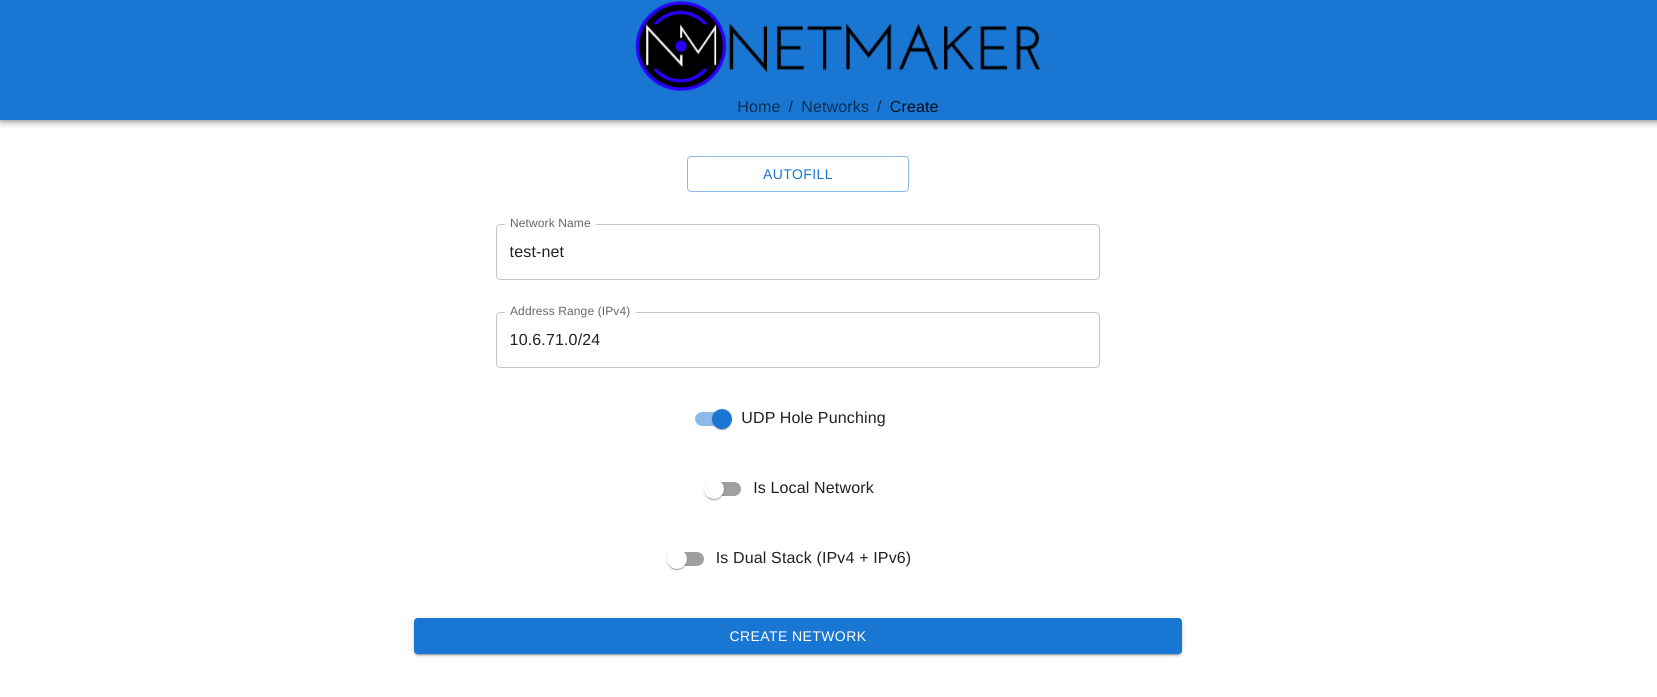 NETMAKER
Home / Networks / Create
AUTOFILL
Network Name
test-net
Address Range (IPv4)
10.6.71.0/24
UDP Hole Punching
Is Local Network
Is Dual Stack (IPv4 + IPv6)
CREATE NETWORK